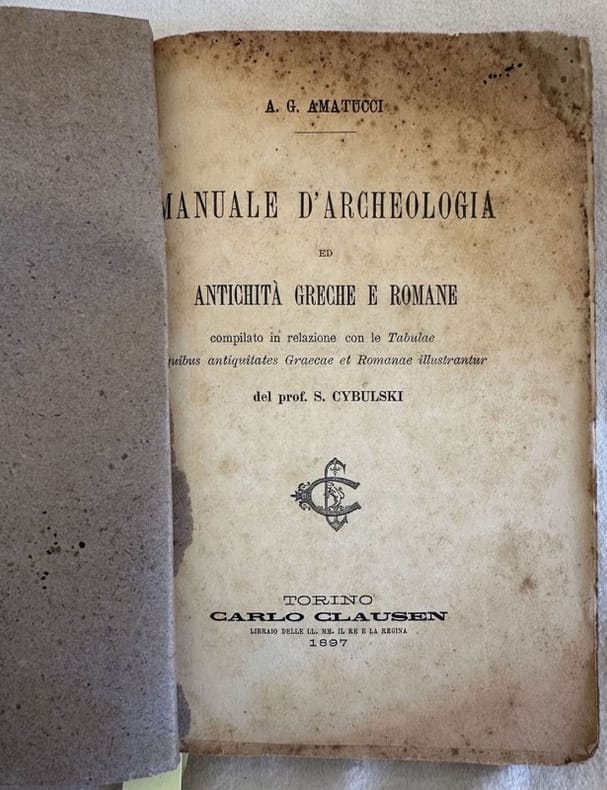 A. G. AMATUCCI
MANUALE D'ARCHEOLOGIA
ED
ANTICHITÀ GRECHE E ROMANE
compilato in relazione con le Tabulae
quibus antiquitates Graecae et Romanae illustrantur
del prof. S. CYBULSKI
TORINO
CARLO CLAUSEN
LIBRAIO DELLE LL. MM. IL RE E LA REGINA
1897